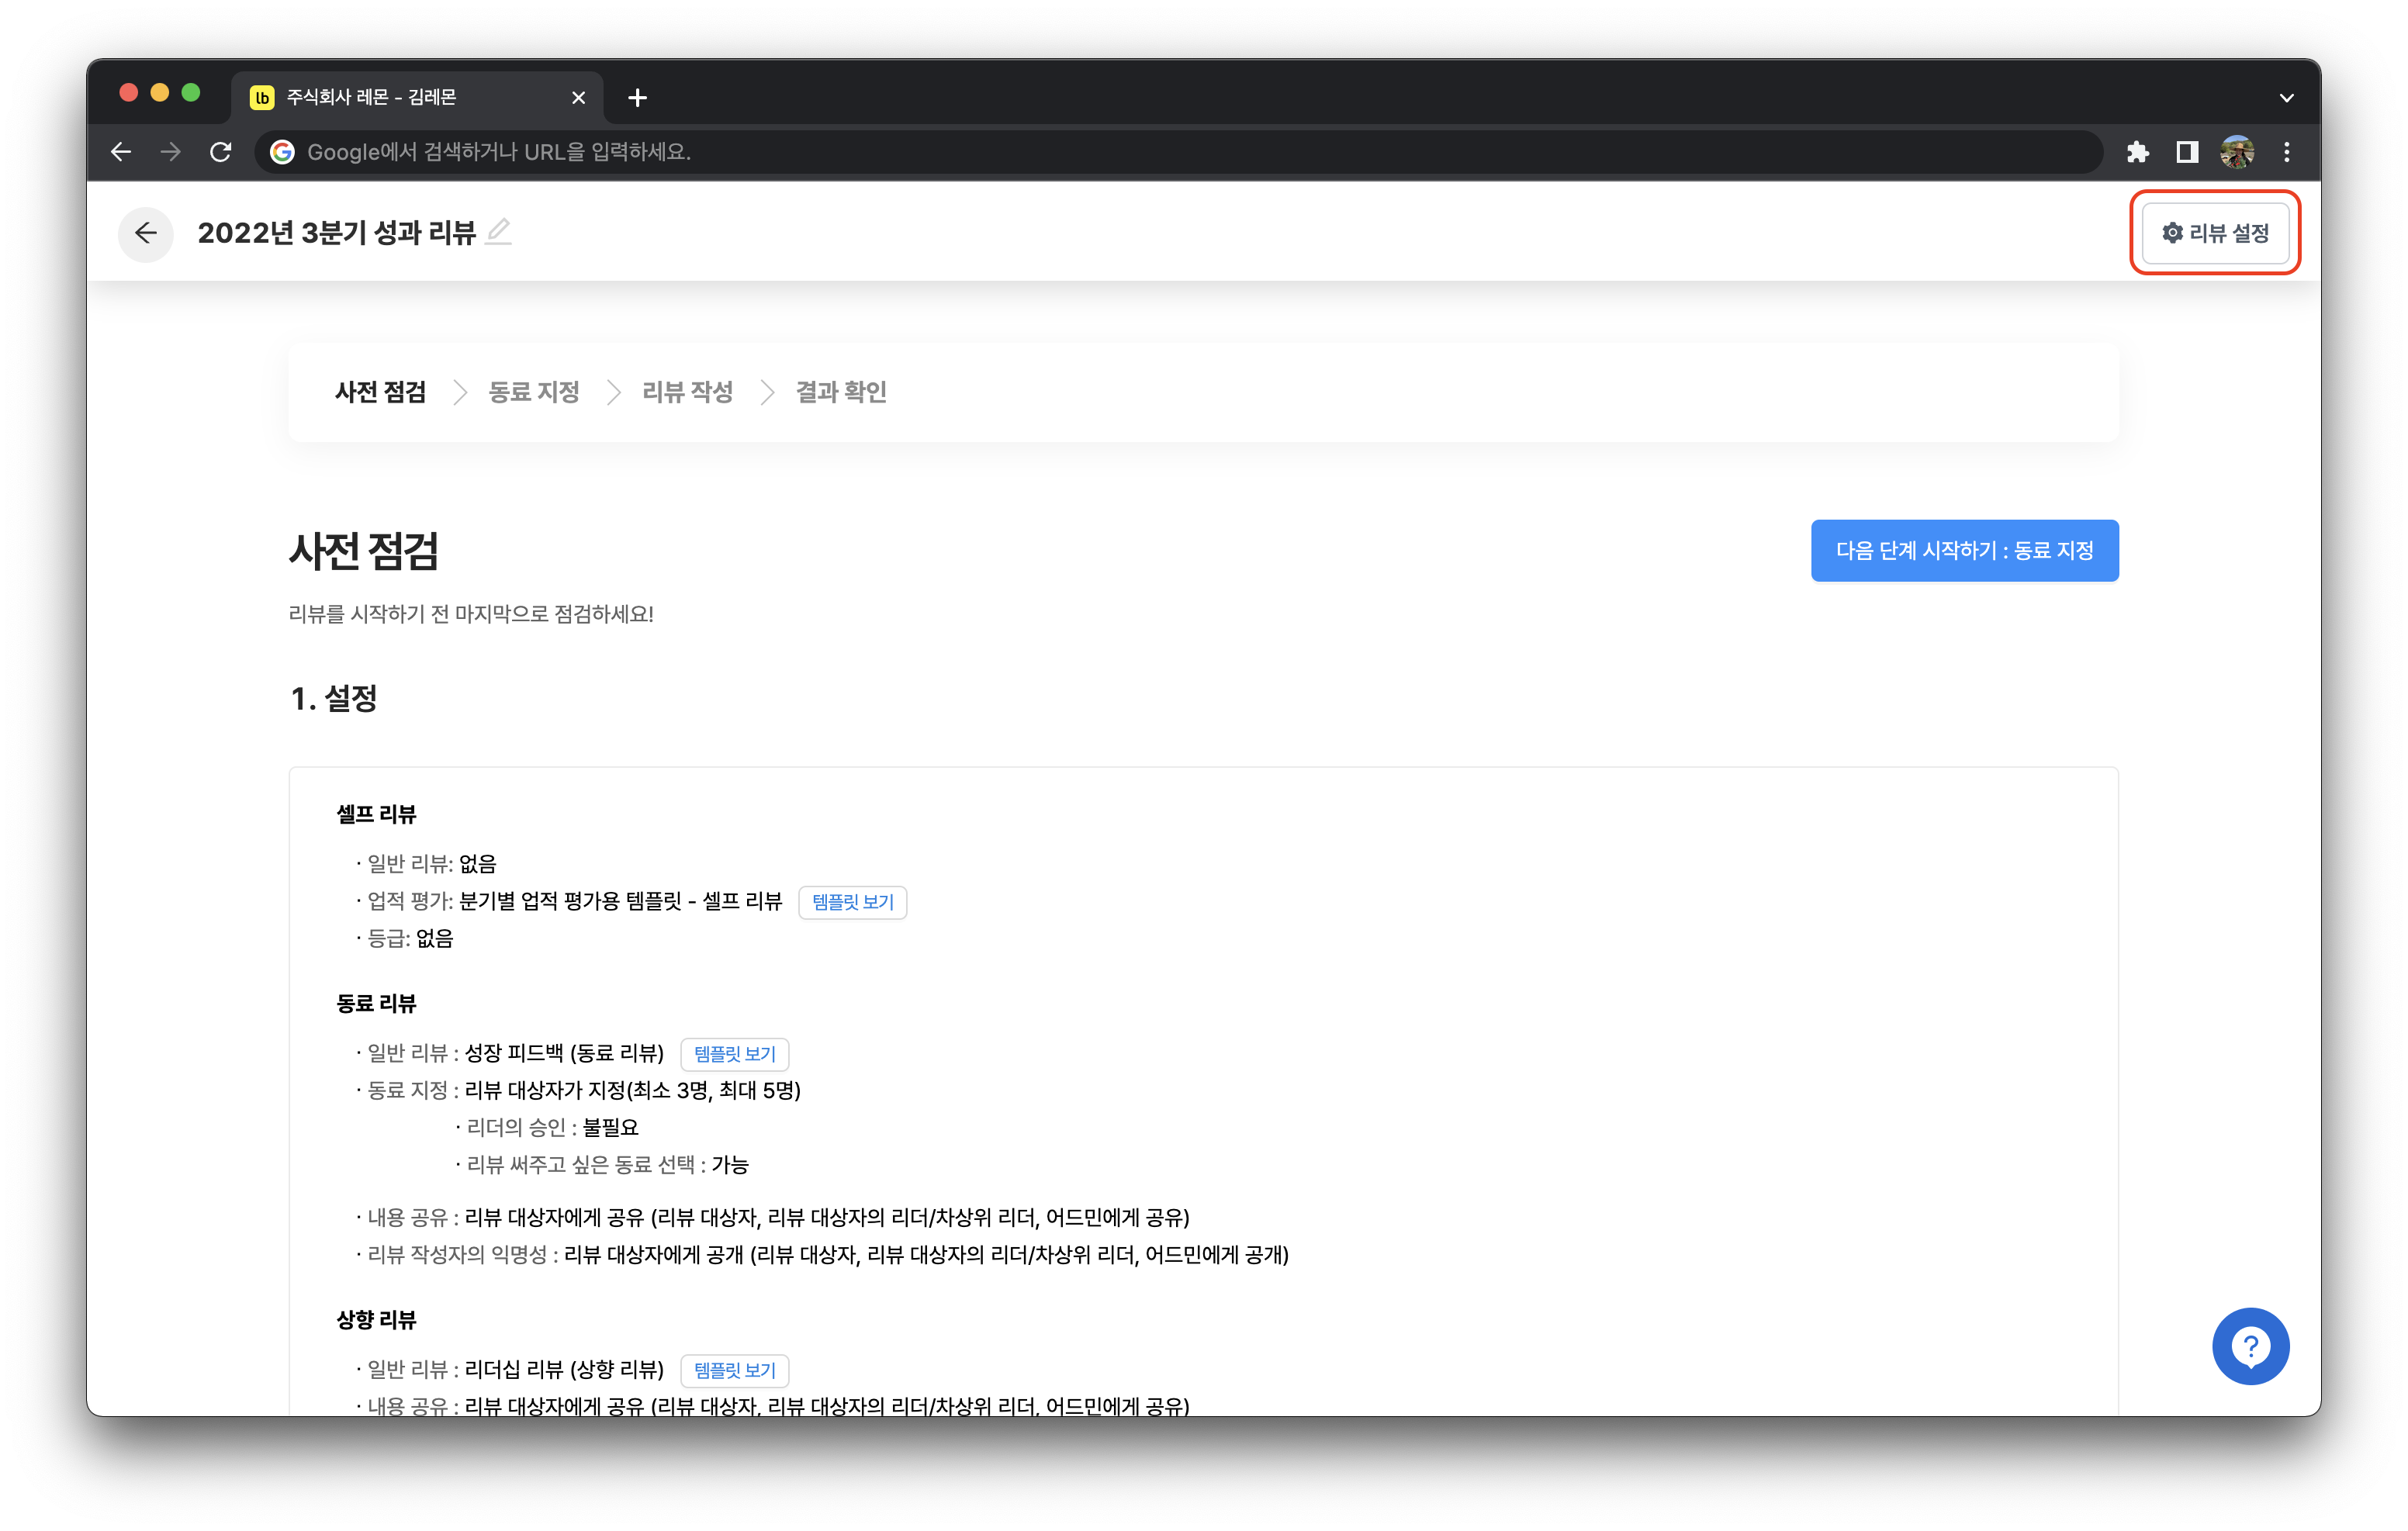 lb 주식회사 레몬 - 김레몬
Google에서 검색하거나 URL을 입력하세요.
2022년 3분기 성과 리뷰
리뷰 설정
사전 점검 동료 지정 리뷰 작성 결과 확인
사전 점검
다음 단계 시작하기 : 동료 지정
리뷰를 시작하기 전 마지막으로 점검하세요!
1. 설정
셀프 리뷰
· 일반 리뷰: 없음
· 업적 평가: 분기별 업적 평가용 템플릿 - 셀프 리뷰 템플릿 보기
· 등급: 없음
동료 리뷰
· 일반 리뷰 : 성장 피드백 (동료 리뷰) 템플릿 보기
· 동료 지정 : 리뷰 대상자가 지정(최소 3명, 최대 5명)
· 리더의 승인 : 불필요
· 리뷰 써주고 싶은 동료 선택 : 가능
· 내용 공유 : 리뷰 대상자에게 공유 (리뷰 대상자, 리뷰 대상자의 리더/차상위 리더, 어드민에게 공유)
· 리뷰 작성자의 익명성 : 리뷰 대상자에게 공개 (리뷰 대상자, 리뷰 대상자의 리더/차상위 리더, 어드민에게 공개)
상향 리뷰
· 일반 리뷰 : 리더십 리뷰 (상향 리뷰) 템플릿 보기
· 내용 공유 : 리뷰 대상자에게 공유 (리뷰 대상자, 리뷰 대상자의 리더/차상위 리더, 어드민에게 공유)
?